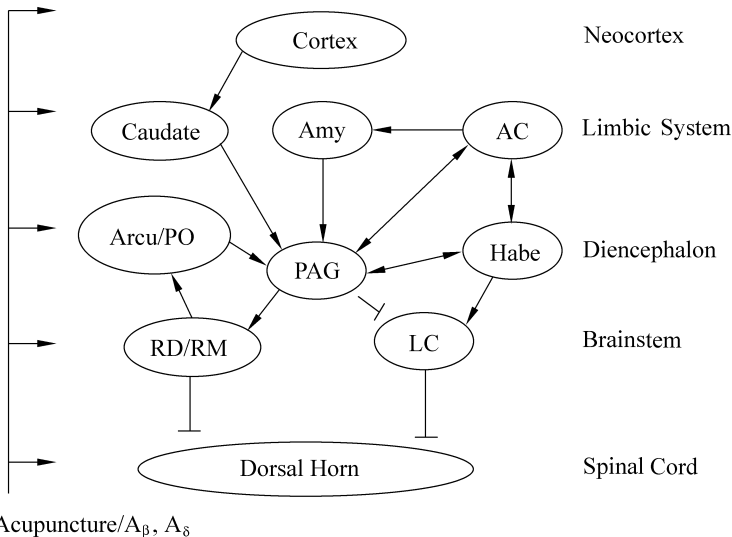 Cortex
Neocortex
Caudate
Amy
AC
Limbic System
Arcu/PO
PAG
Habe
Diencephalon
RD/RM
LC
Brainstem
Dorsal Horn
Spinal Cord
Acupuncture/Aβ, Aδ